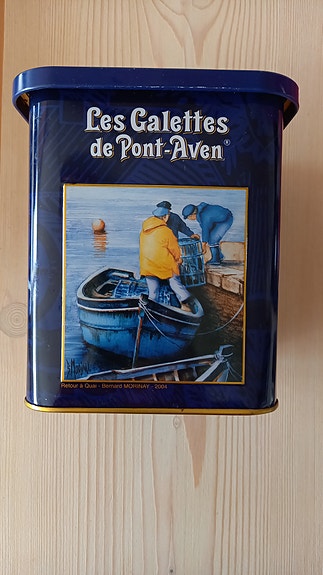 Les Galettes
de Pont-Aven®
Retour à Quai - Bernard MORINAY - 2004